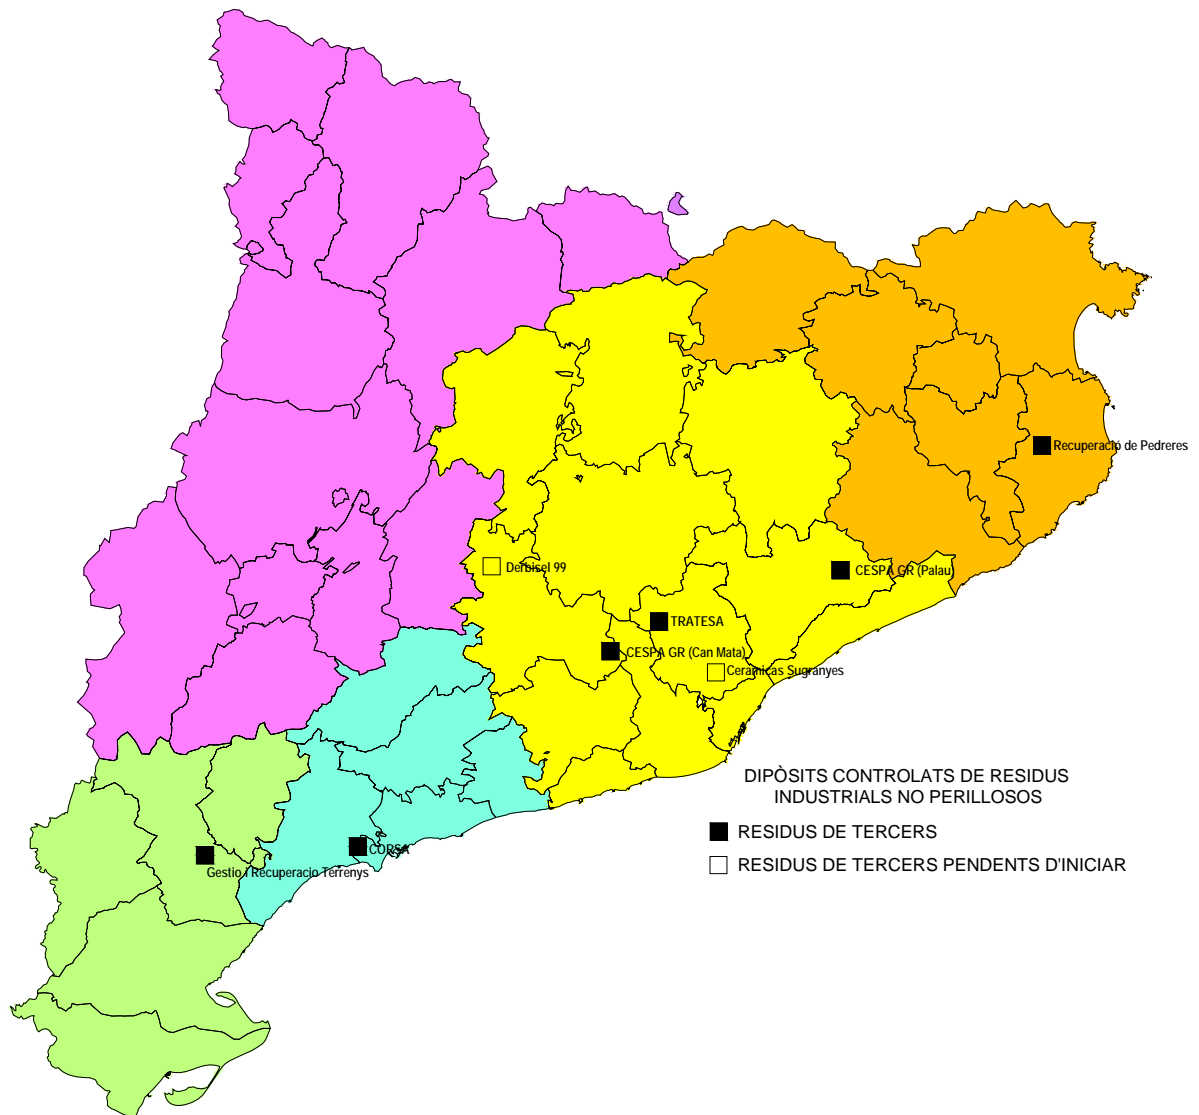 Recuperació de Pedreres
Derbisel 99
CESPA GR (Palau)
TRATESA
CESPA GR (Can Mata)
Ceràmicas Sugranyes
DIPÒSITS CONTROLATS DE RESIDUS
INDUSTRIALS NO PERILLOSOS
RESIDUS DE TERCERS
CORSA
RESIDUS DE TERCERS PENDENTS D'INICIAR
Gestio i Recuperacio Terrenys